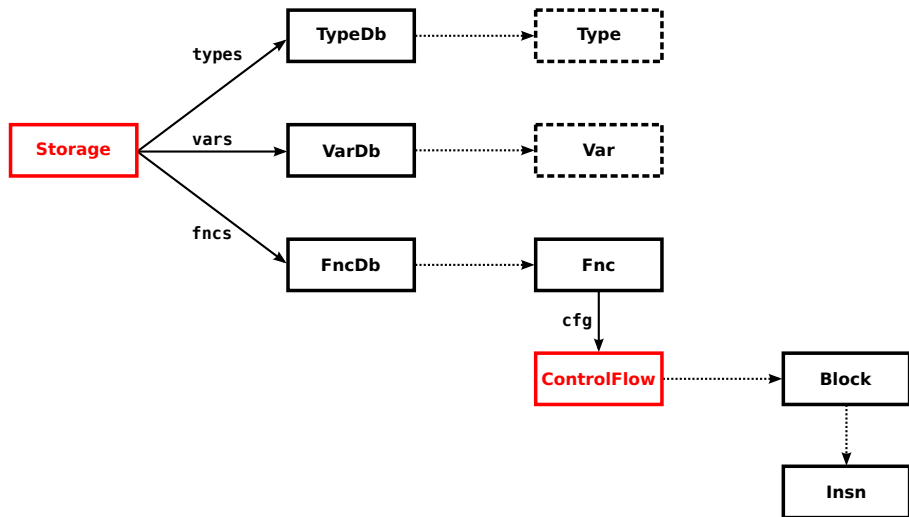 TypeDb
Type
types
Storage
vars
VarDb
Var
fncs
FncDb
Fnc
cfg
ControlFlow
Block
Insn